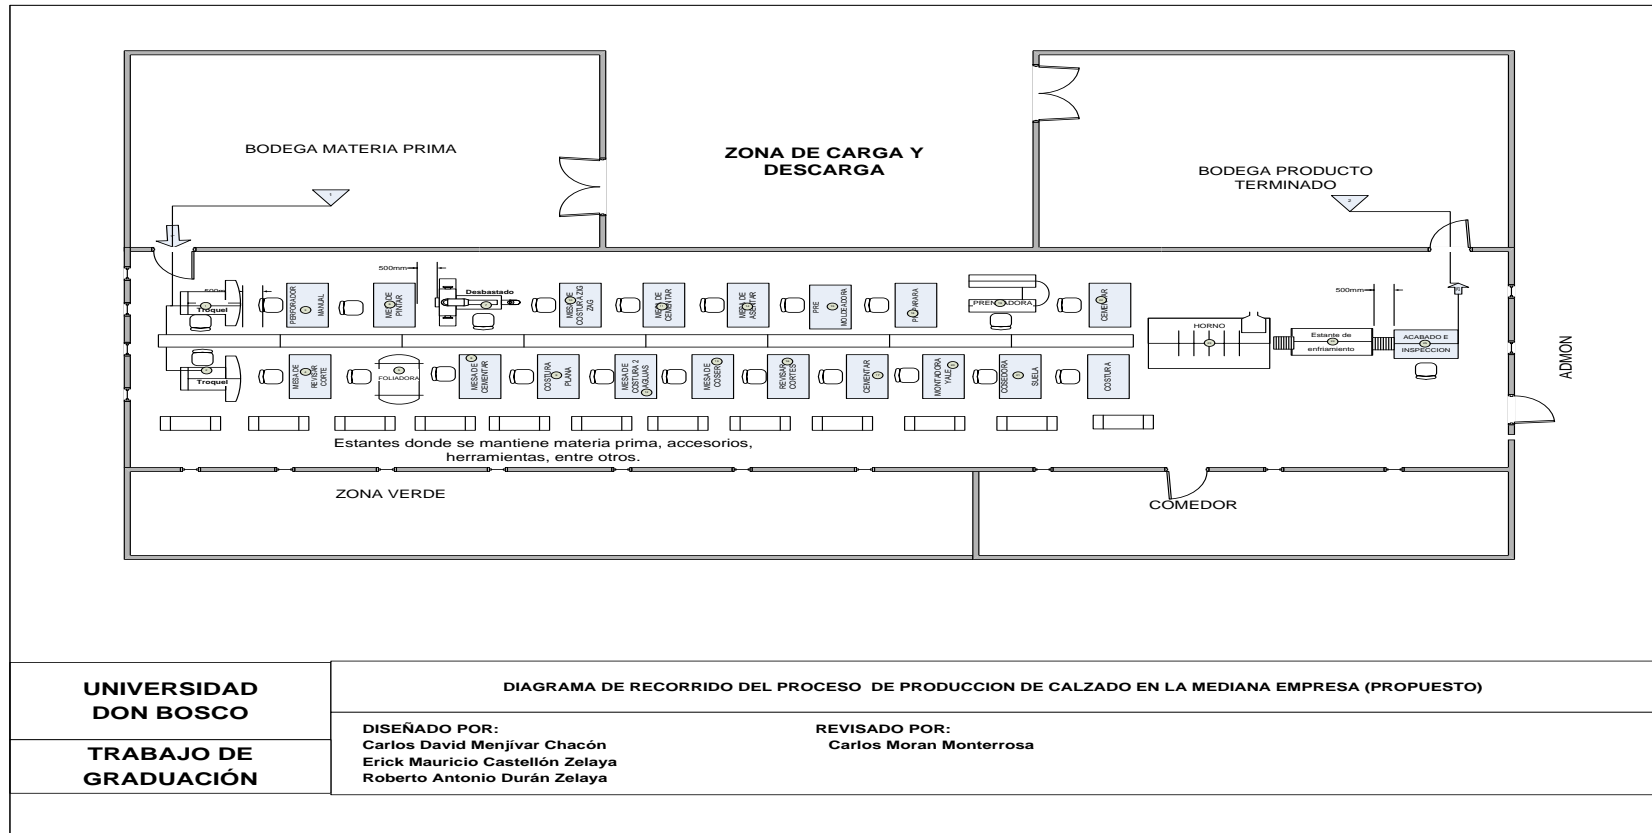 BODEGA MATERIA PRIMA
1
ZONA DE CARGA Y
DESCARGA
BODEGA PRODUCTO
TERMINADO
2
500mm
Troquel
PERFORADOR
MANUAL
MESA DE
PINTAR
500mm
Desbastado
MESA DE
COSTURA ZIG
ZAG
MESA DE
CEMENTAR
MESA DE
ASENTAR
PRE
MOLDEADORA
PRENSADORA
CEMENTAR
500mm
HORNO
Estante de
enfriamiento
ACABADO E
INSPECCION
ADMON
Troquel
MESA DE
REVISAR
CORTE
FOLIADORA
MESA DE
CEMENTAR
COSTURA
PLANA
MESA DE
COSTURA 2
AGUJAS
MESA DE
COSER
REVISAR
CORTES
CEMENTAR
MONTADORA
YALE
COSEDORA
SUELA
COSTURA
Estantes donde se mantiene materia prima, accesorios,
herramientas, entre otros.
ZONA VERDE
COMEDOR
UNIVERSIDAD
DON BOSCO
TRABAJO DE
GRADUACIÓN
DIAGRAMA DE RECORRIDO DEL PROCESO DE PRODUCCION DE CALZADO EN LA MEDIANA EMPRESA (PROPUESTO)
DISEÑADO POR:
Carlos David Menjívar Chacón
Erick Mauricio Castellón Zelaya
Roberto Antonio Durán Zelaya
REVISADO POR:
Carlos Moran Monterrosa